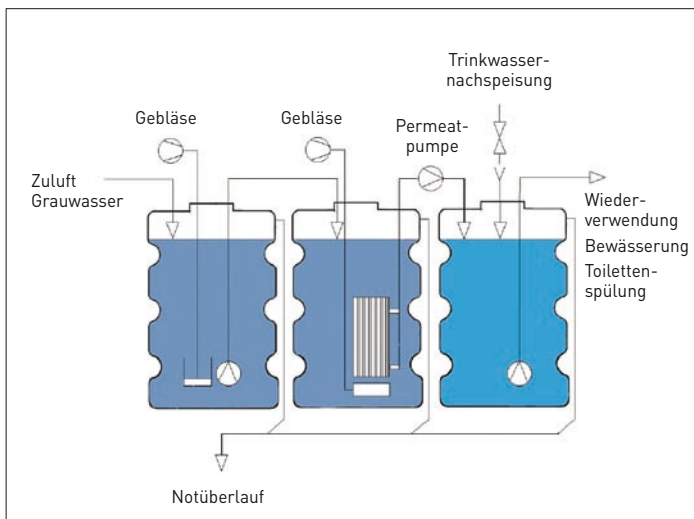 Trinkwasser-
nachspeisung
Gebläse
Gebläse
Permeat-
pumpe
Zuluft
Grauwasser
Wieder-
verwendung
Bewässerung
Toiletten-
spülung
Notüberlauf